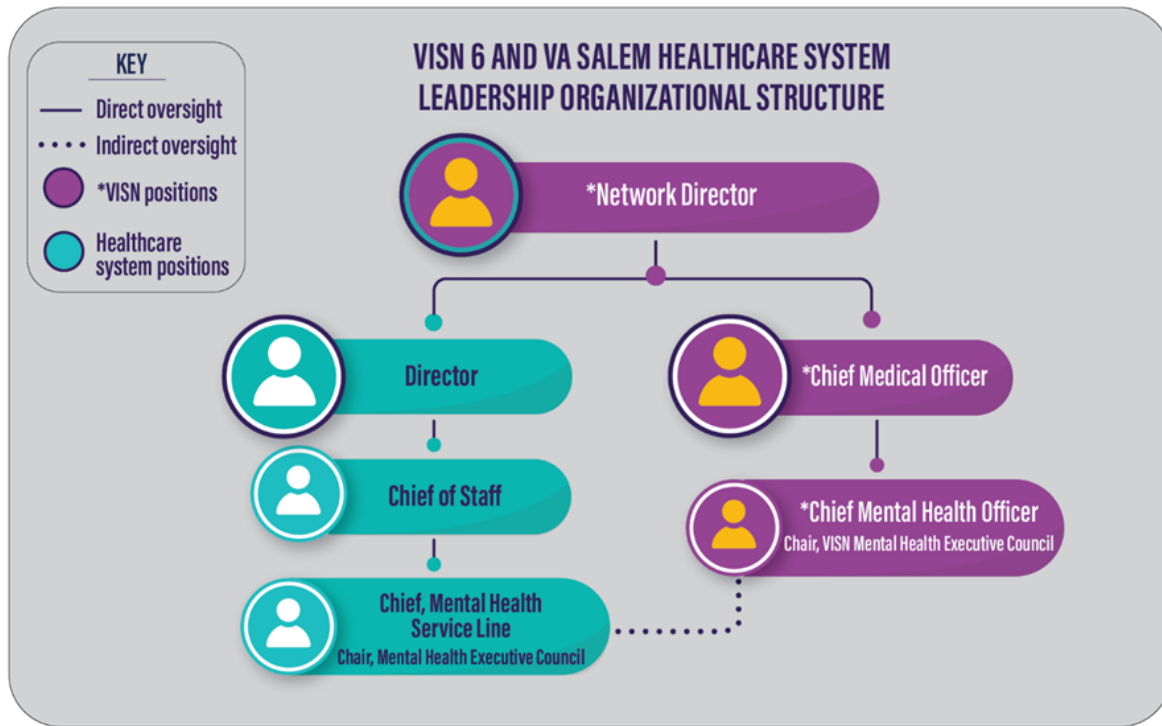 KEY
Direct oversight
Indirect oversight
*VISN positions
Healthcare
system positions
VISN 6 AND VA SALEM HEALTHCARE SYSTEM
LEADERSHIP ORGANIZATIONAL STRUCTURE
*Network Director
Director
*Chief Medical Officer
Chief of Staff
*Chief Mental Health Officer
Chair, VISN Mental Health Executive Council
Chief, Mental Health
Service Line
Chair, Mental Health Executive Council